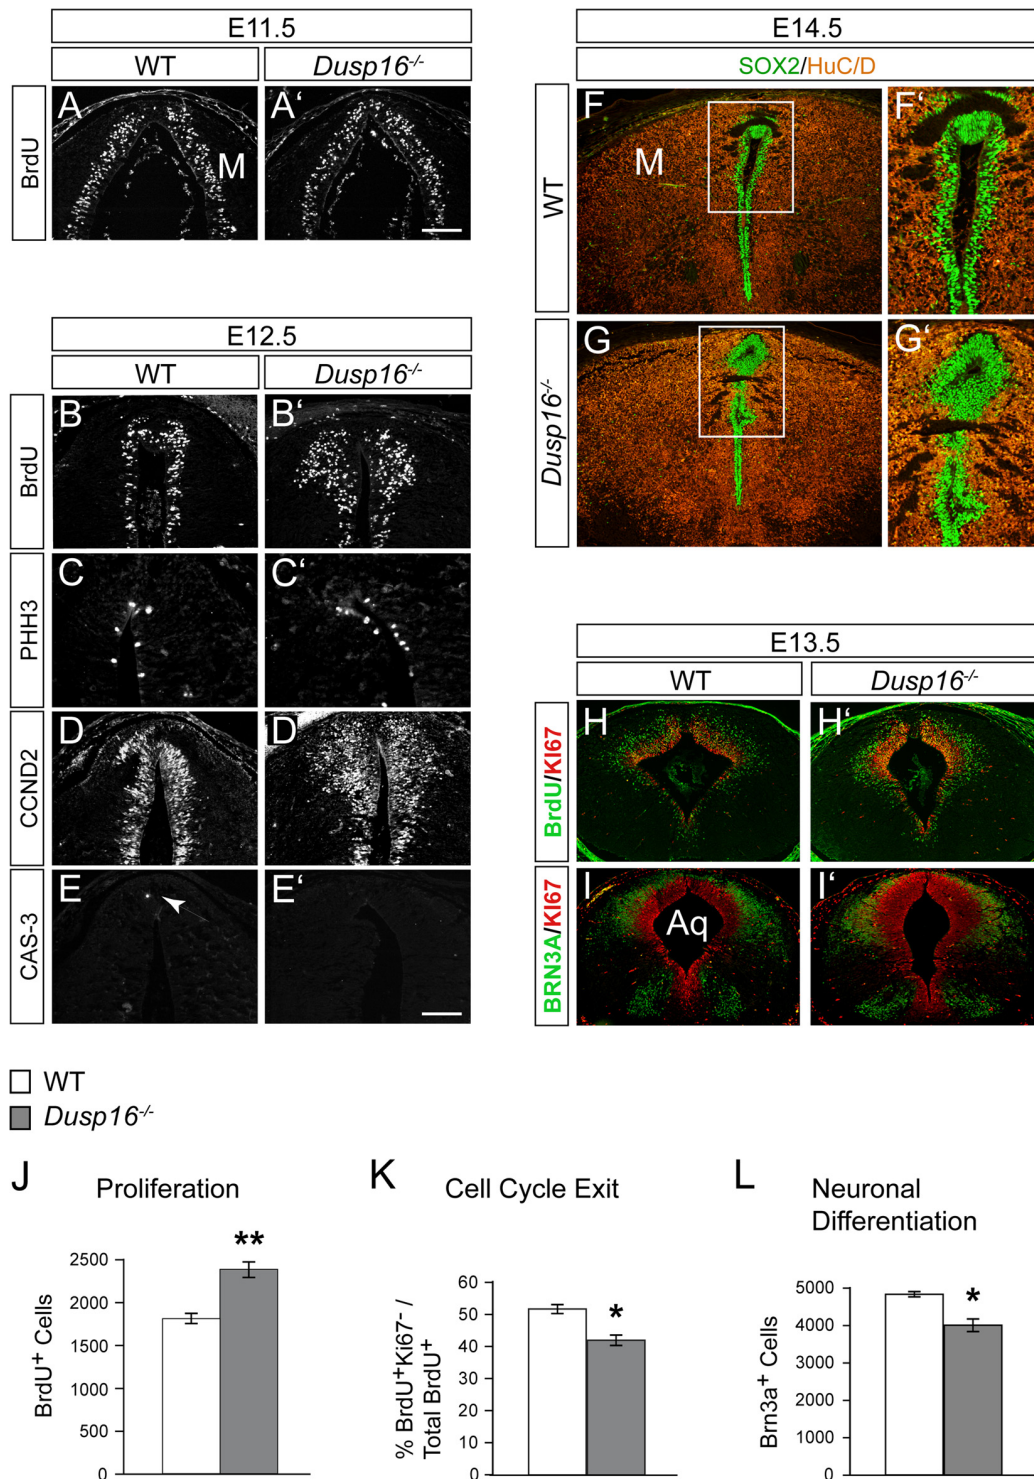 E11.5
WT
Dusp16-/-
BrdU
A
A'
M
E12.5
WT
Dusp16-/-
BrdU
B
B'
PHH3
C
C'
CCND2
D
D'
CAS-3
E
E'
E14.5
SOX2/HuC/D
WT
F
M
F'
Dusp16-/-
G
G'
E13.5
WT
Dusp16-/-
BrdU/KI67
H
H'
BRN3A/KI67
I
Aq
I'
WT
Dusp16-/-
J
Proliferation
BrdU+ Cells
2500
2000
1500
1000
500
0
**
K
Cell Cycle Exit
% BrdU+Ki67- /
Total BrdU+
60
50
40
30
20
10
0
*
L
Neuronal
Differentiation
Brn3a+ Cells
5000
4000
3000
2000
1000
0
*